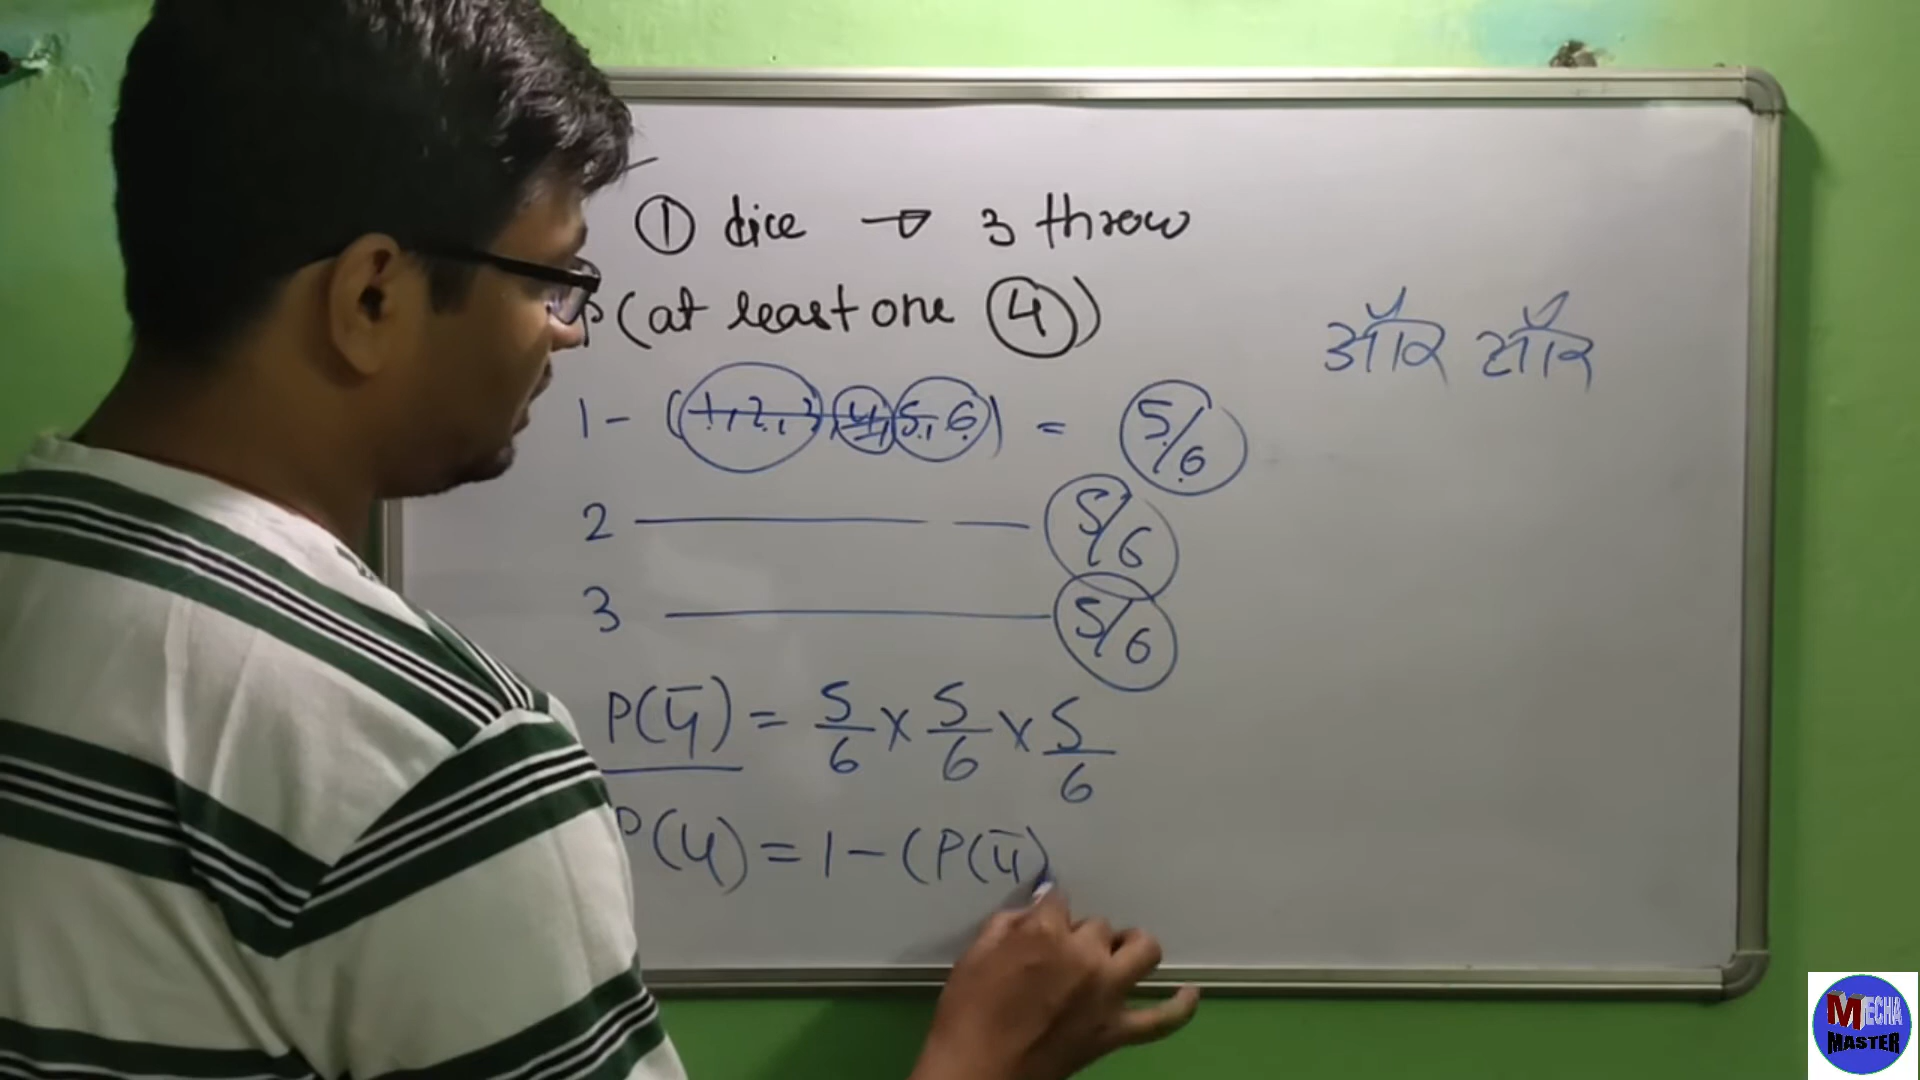 ① dice → 3 throw
P(at least one ④)
1 - (1, 2, 3, 4, 5, 6) = 5/6
2 —— 5/6
3 —— 5/6
P(4̄) = 5/6 × 5/6 × 5/6
P(4) = 1 - (P(4̄)
ऑर
MECHA
MASTER